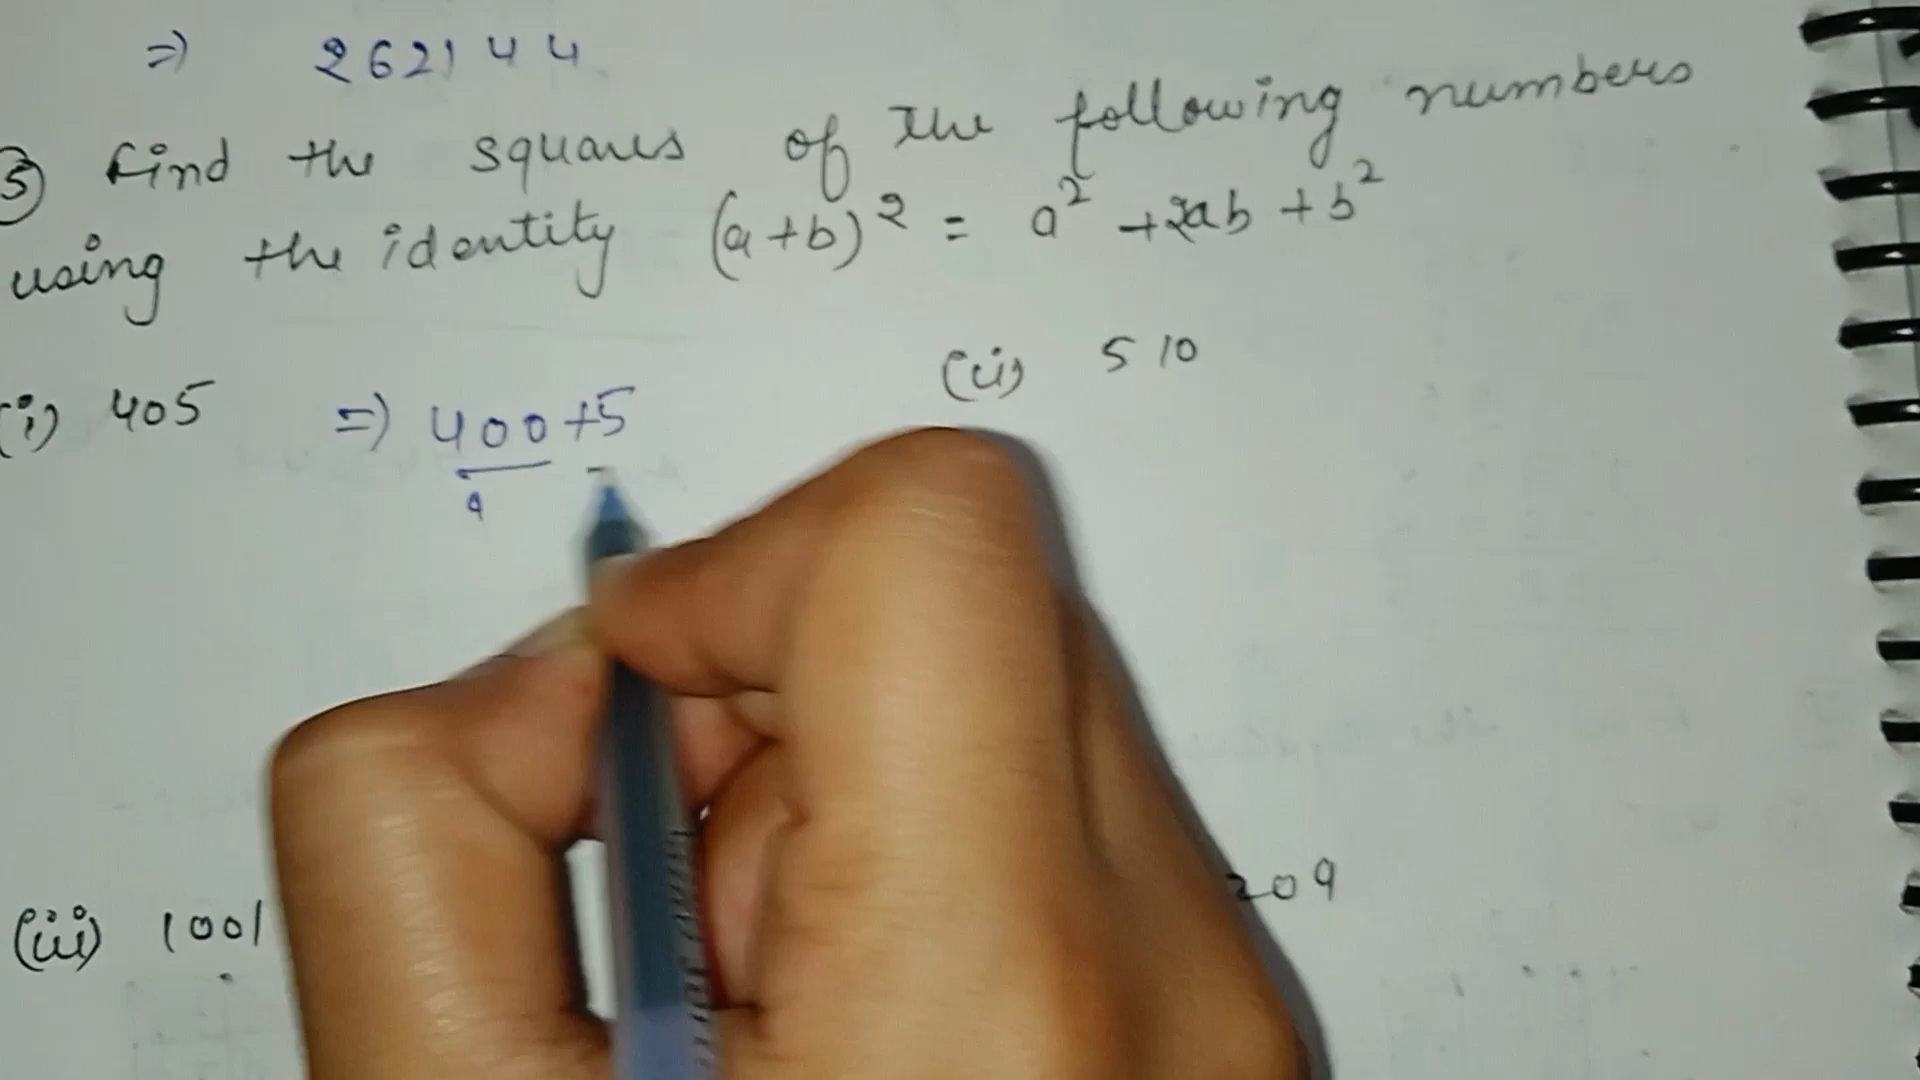 =) 262144
5 Find the squares of the following numbers
using the identity (a+b)² = a² +2ab +b²
(i) 405 =) 400+5
a
(ii) 510
(iii) 1001
209